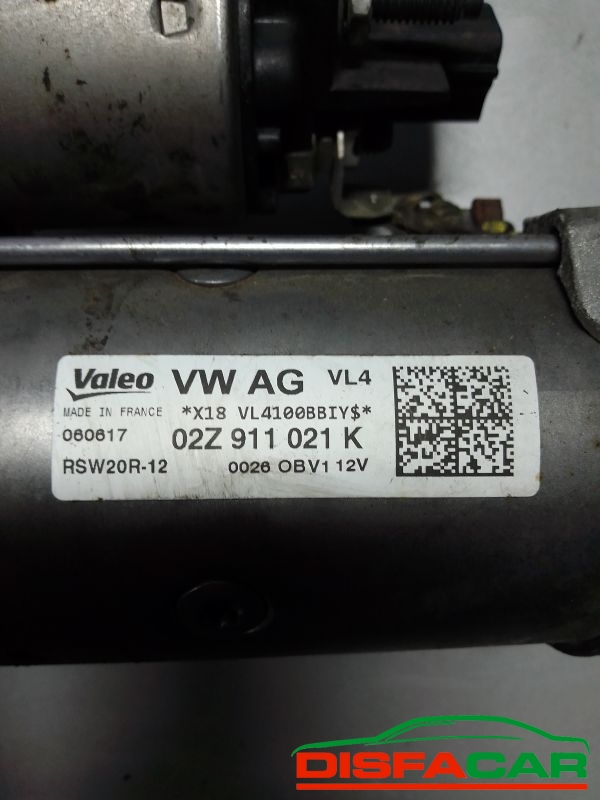 Valeo VW AG VL4
MADE IN FRANCE *X18 VL4100BBIY$*
060617 02Z 911 021 K
RSW20R-12 0026 OBV1 12V
DISFACAR